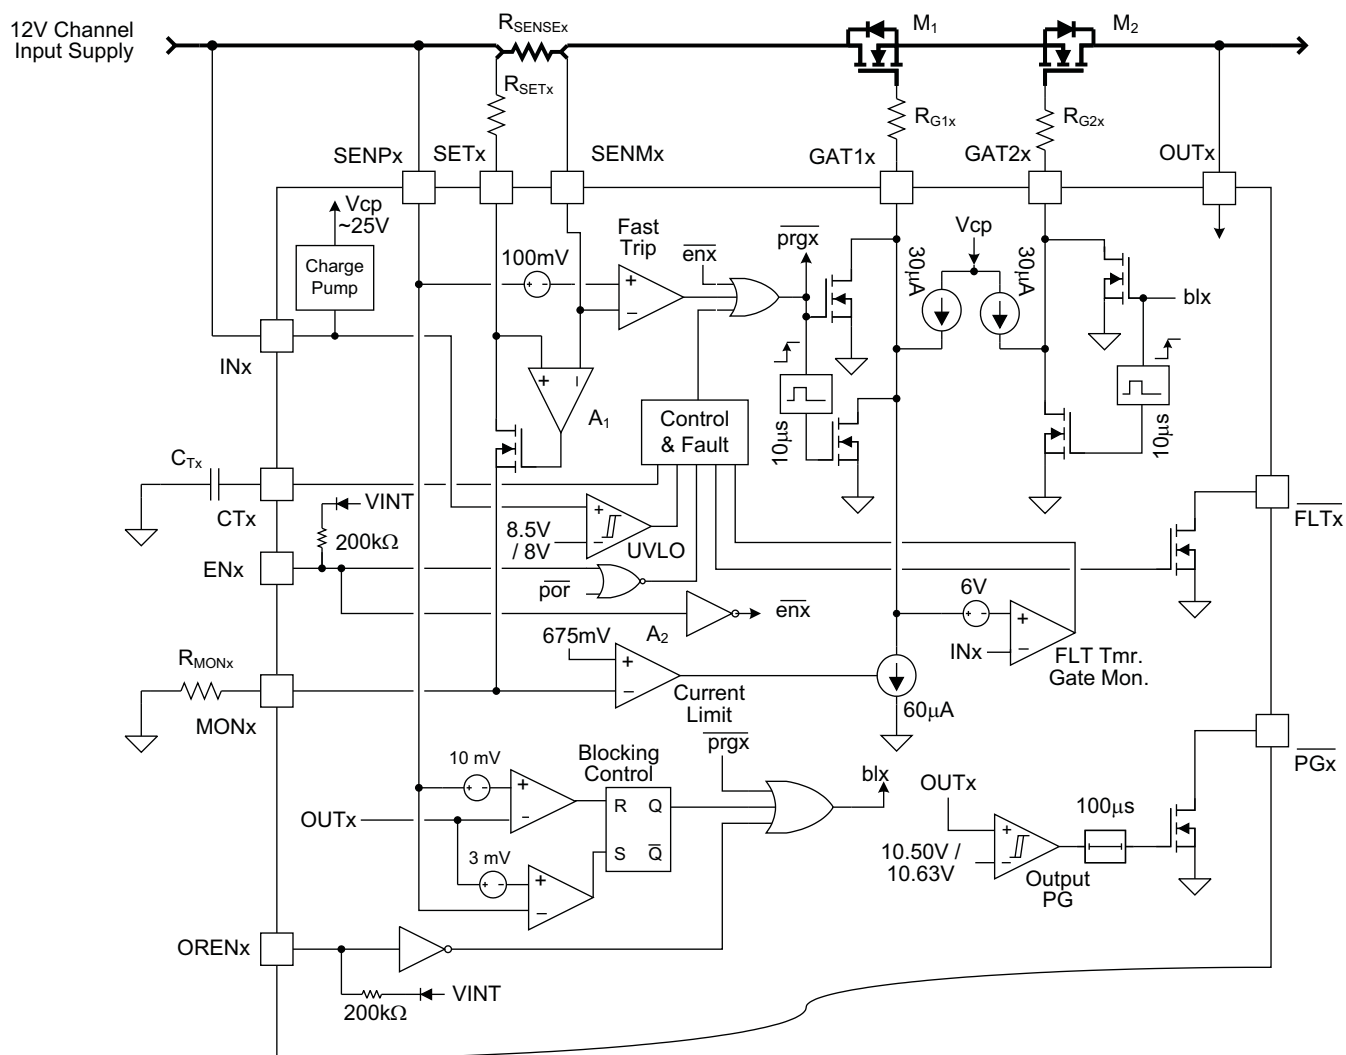 12V Channel
Input Supply
RSENSEx
M1
M2
RSETx
RG1x
RG2x
SENPx
SETx
SENMx
GAT1x
GAT2x
OUTx
Vcp
~25V
Charge
Pump
100mV
Fast
Trip
enx
prgx
30µA
Vcp
30µA
blx
INx
A1
Control
& Fault
10µs
10µs
CTx
CTx
VINT
200kΩ
8.5V
/ 8V
UVLO
FLTx
ENx
por
enx
6V
INx
FLT Tmr.
Gate Mon.
675mV
A2
RMONx
MONx
Current
Limit
60µA
prgx
PGx
10 mV
Blocking
Control
blx
OUTx
R Q
S Q
3 mV
OUTx
100µs
10.50V /
10.63V
Output
PG
ORENx
VINT
200kΩ